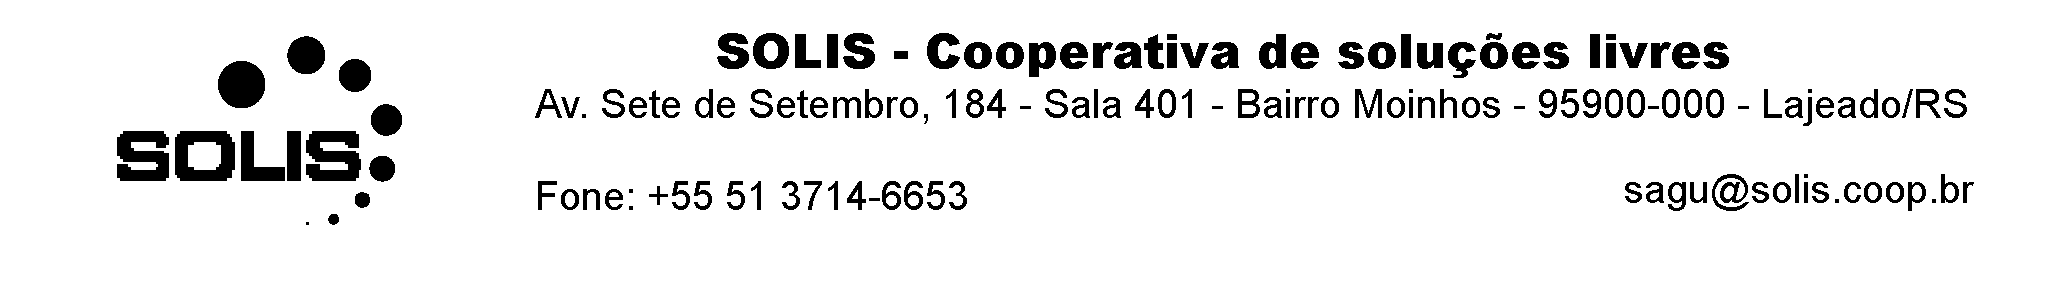 SOLIS
SOLIS - Cooperativa de soluções livres
Av. Sete de Setembro, 184 - Sala 401 - Bairro Moinhos - 95900-000 - Lajeado/RS
Fone: +55 51 3714-6653
sagu@solis.coop.br